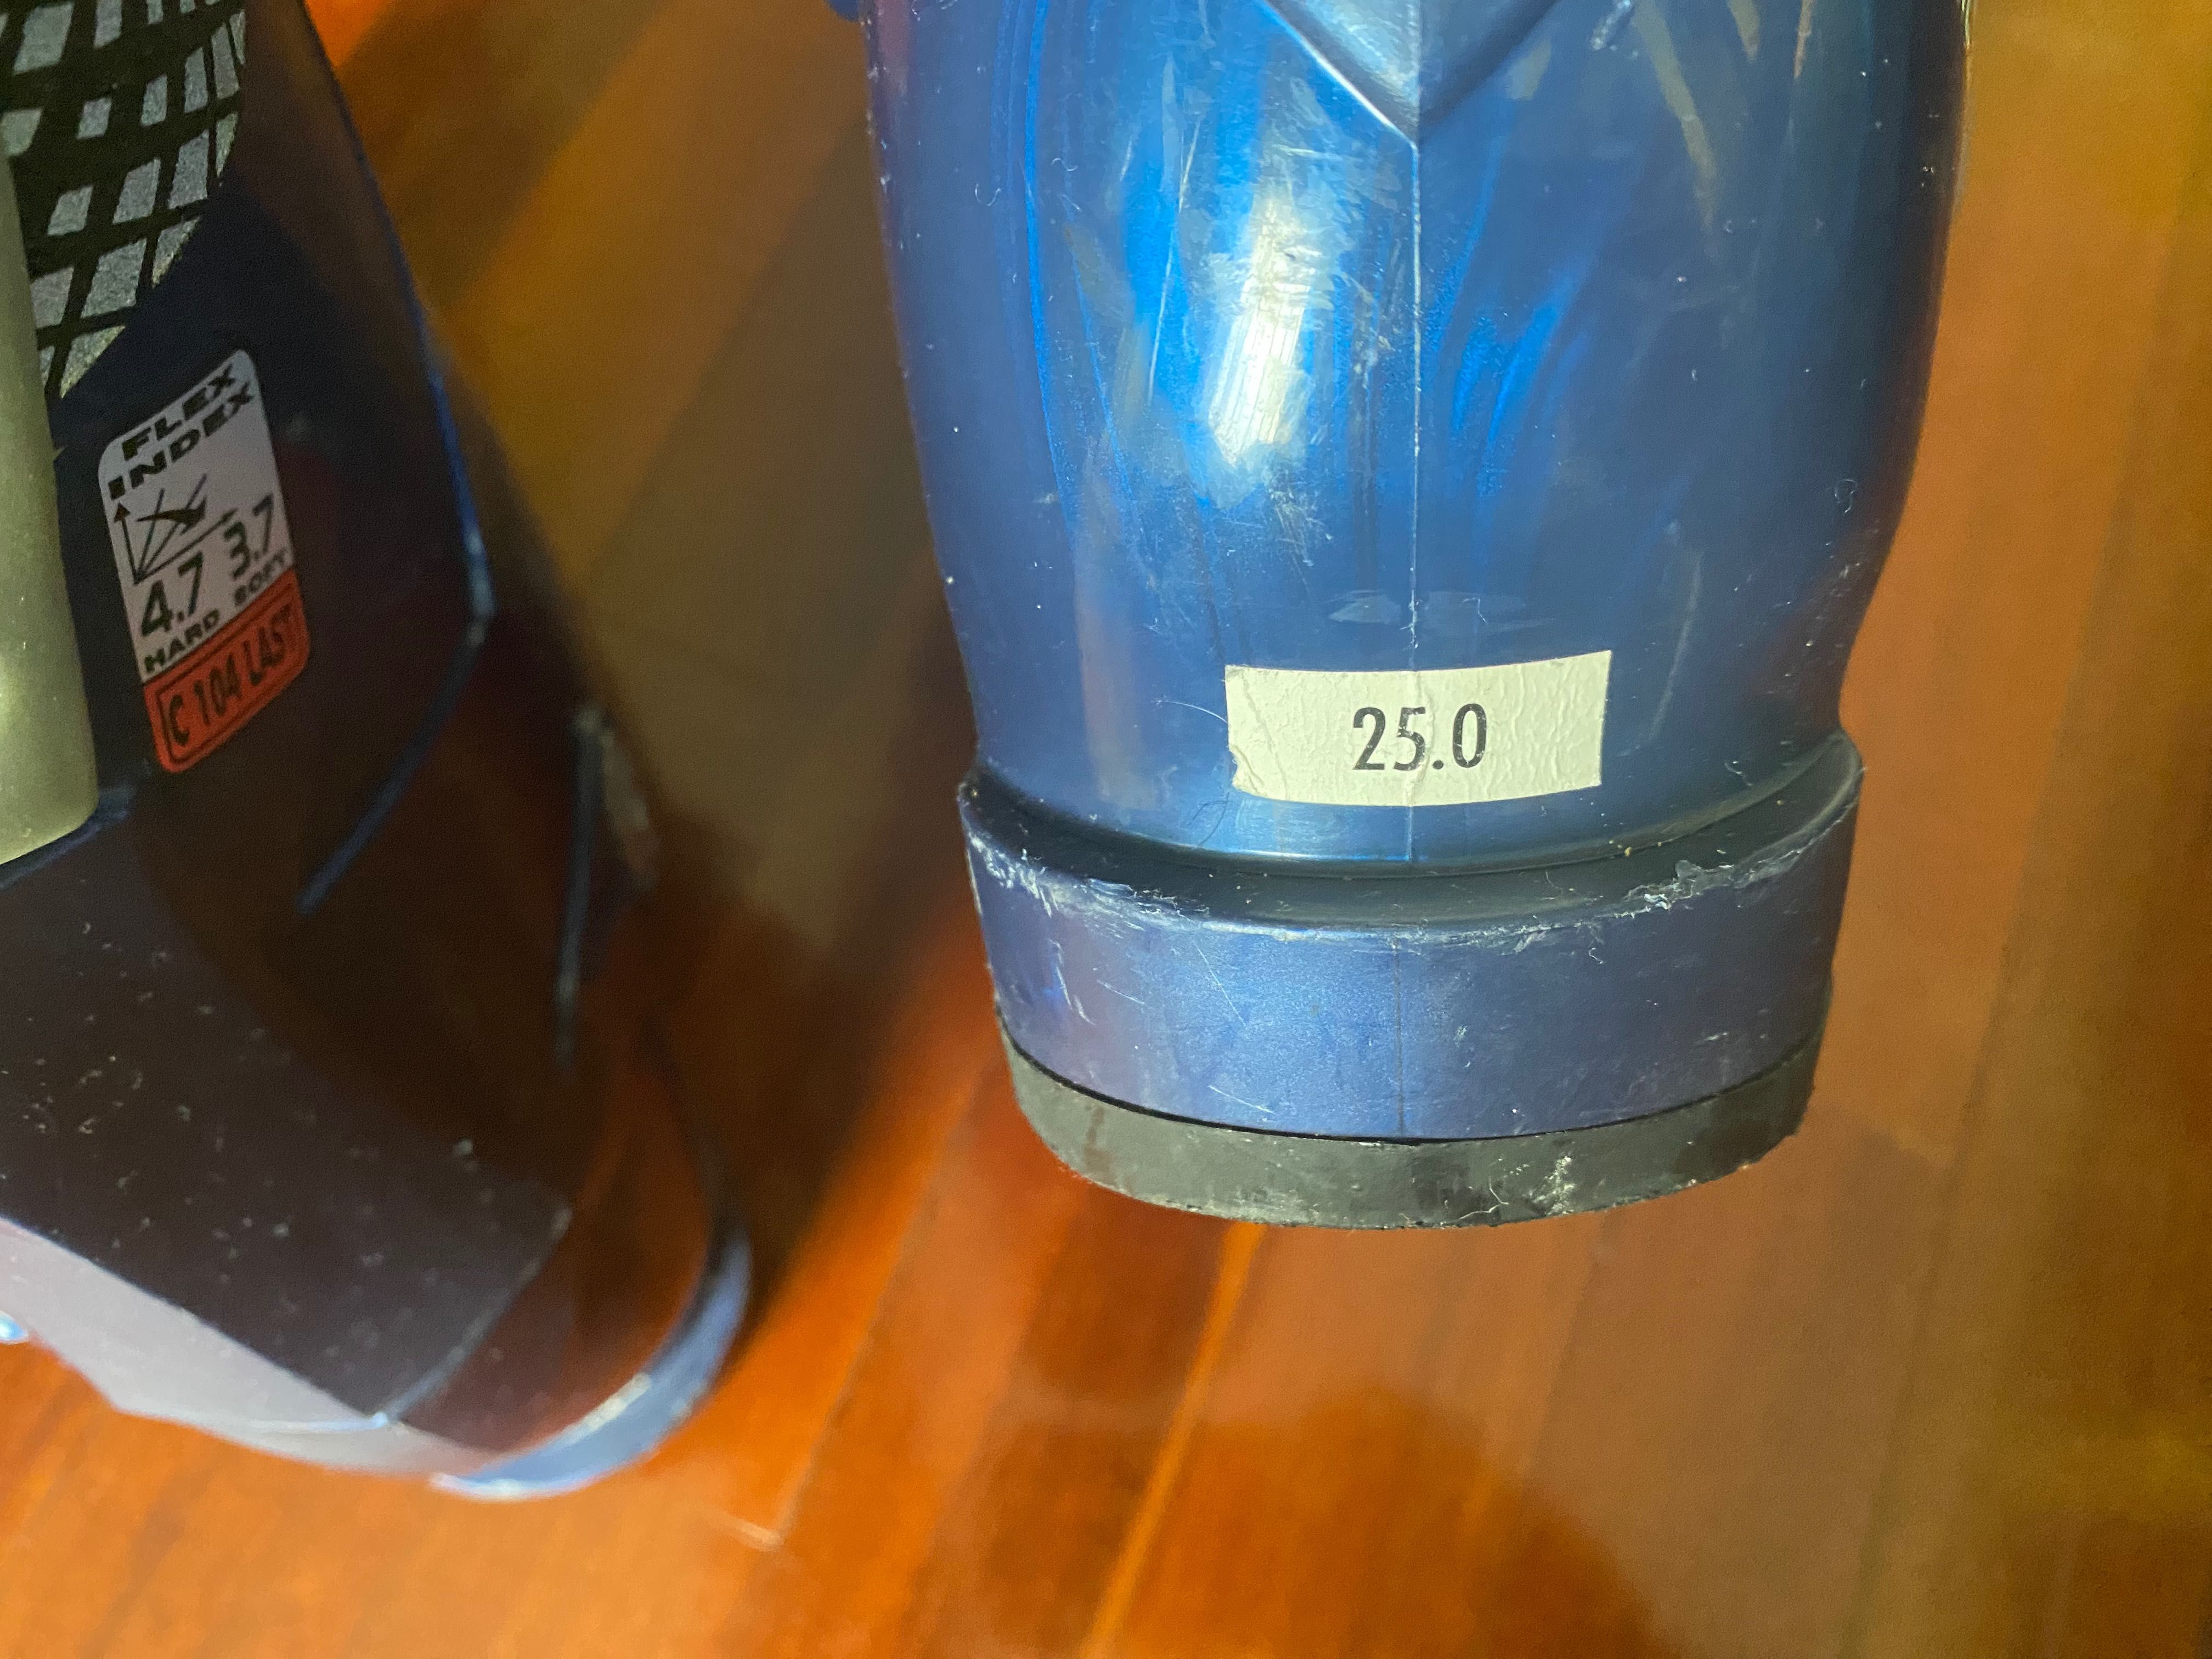 FLEX
INDEX
4.7 3.7
HARD SOFT
C 104 LAST
25.0